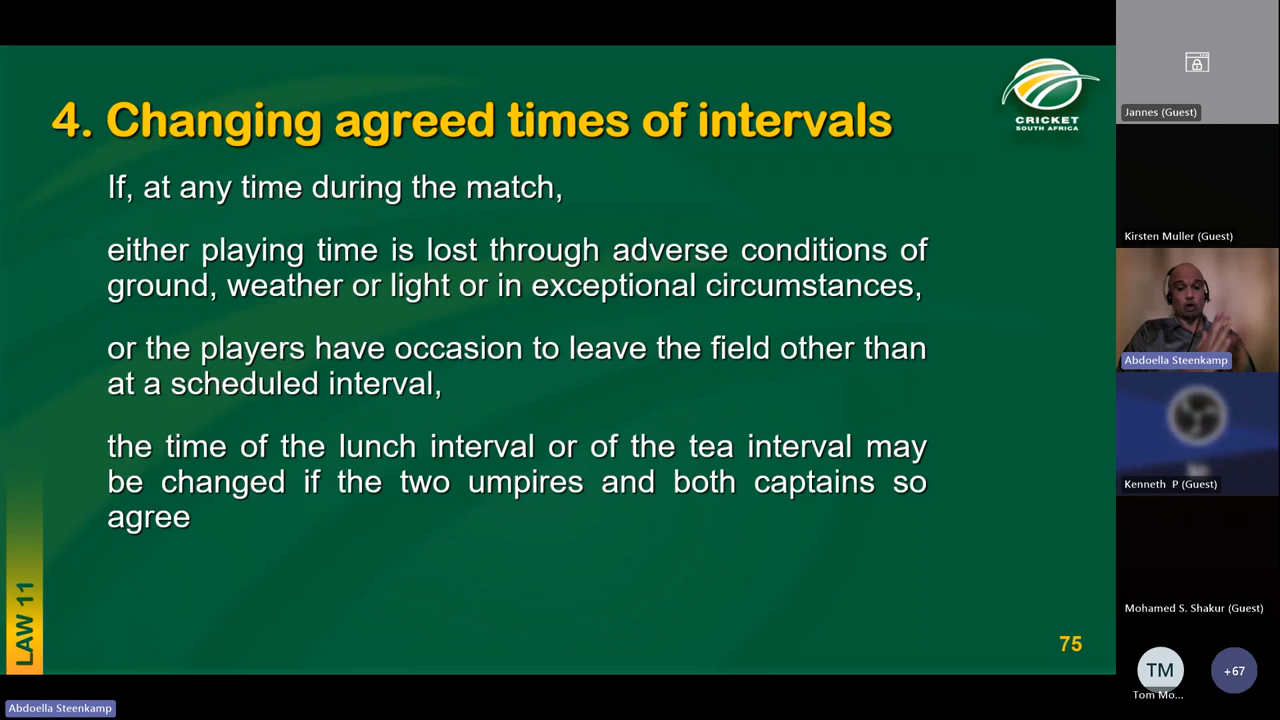 4. Changing agreed times of intervals
CRICKET
SOUTH AFRICA
If, at any time during the match,
either playing time is lost through adverse conditions of
ground, weather or light or in exceptional circumstances,
or the players have occasion to leave the field other than
at a scheduled interval,
the time of the lunch interval or of the tea interval may
be changed if the two umpires and both captains so
agree
LAW 11
75
Abdoella Steenkamp
Jannes (Guest)
Kirsten Muller (Guest)
Abdoella Steenkamp
Kenneth P (Guest)
Mohamed S. Shakur (Guest)
TM
+67
Tom Mo...